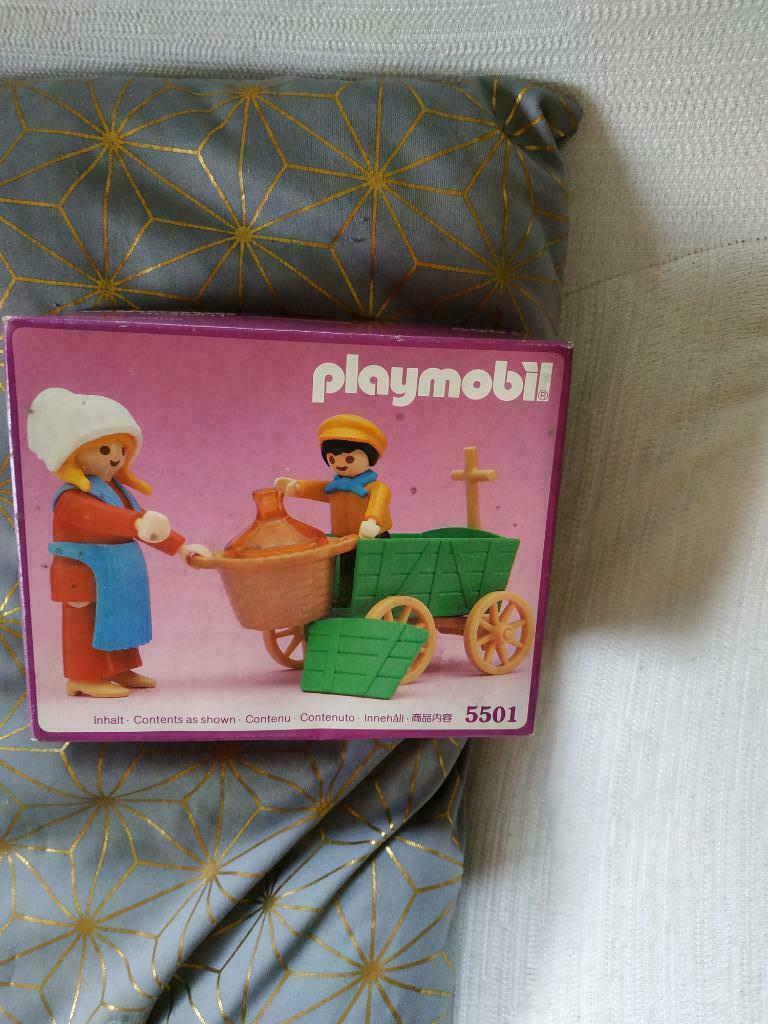 playmobil®
Inhalt · Contents as shown · Contenu · Contenuto · Innehåll · 商品内容 5501